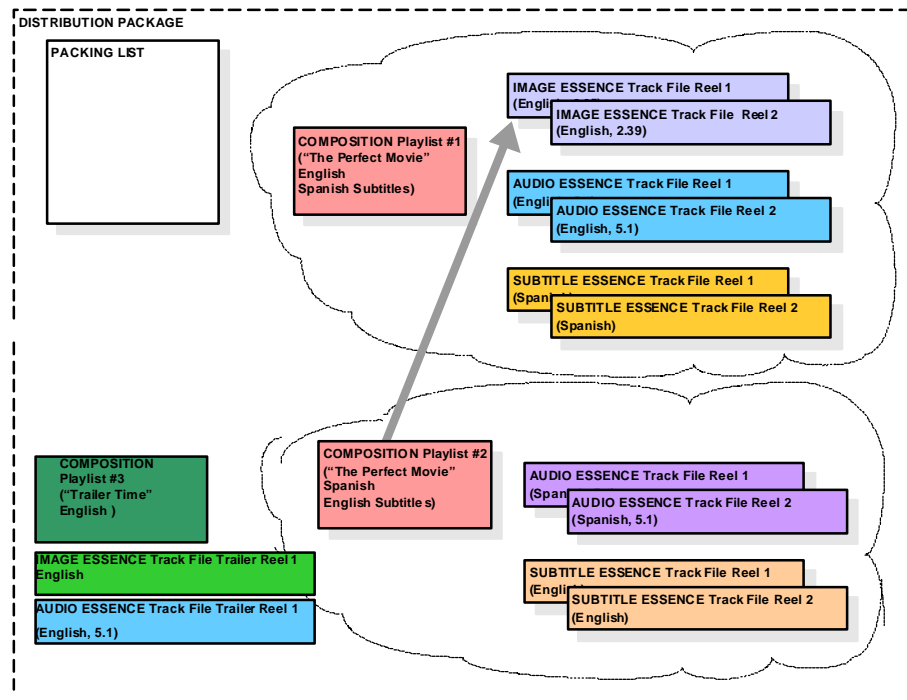 DISTRIBUTION PACKAGE
PACKING LIST
IMAGE ESSENCE Track File Reel 1
(English,
IMAGE ESSENCE Track File Reel 2
(English, 2.39)
COMPOSITION Playlist #1
("The Perfect Movie"
English
Spanish Subtitles)
AUDIO ESSENCE Track File Reel 1
(Engli
AUDIO ESSENCE Track File Reel 2
(English, 5.1)
SUBTITLE ESSENCE Track File Reel 1
(Spani
SUBTITLE ESSENCE Track File Reel 2
(Spanish)
COMPOSITION Playlist #2
("The Perfect Movie"
Spanish
English Subtitles)
AUDIO ESSENCE Track File Reel 1
(Span
AUDIO ESSENCE Track File Reel 2
(Spanish, 5.1)
SUBTITLE ESSENCE Track File Reel 1
(Englis
SUBTITLE ESSENCE Track File Reel 2
(English)
COMPOSITION
Playlist #3
("Trailer Time"
English )
IMAGE ESSENCE Track File Trailer Reel 1
English
AUDIO ESSENCE Track File Trailer Reel 1
(English, 5.1)